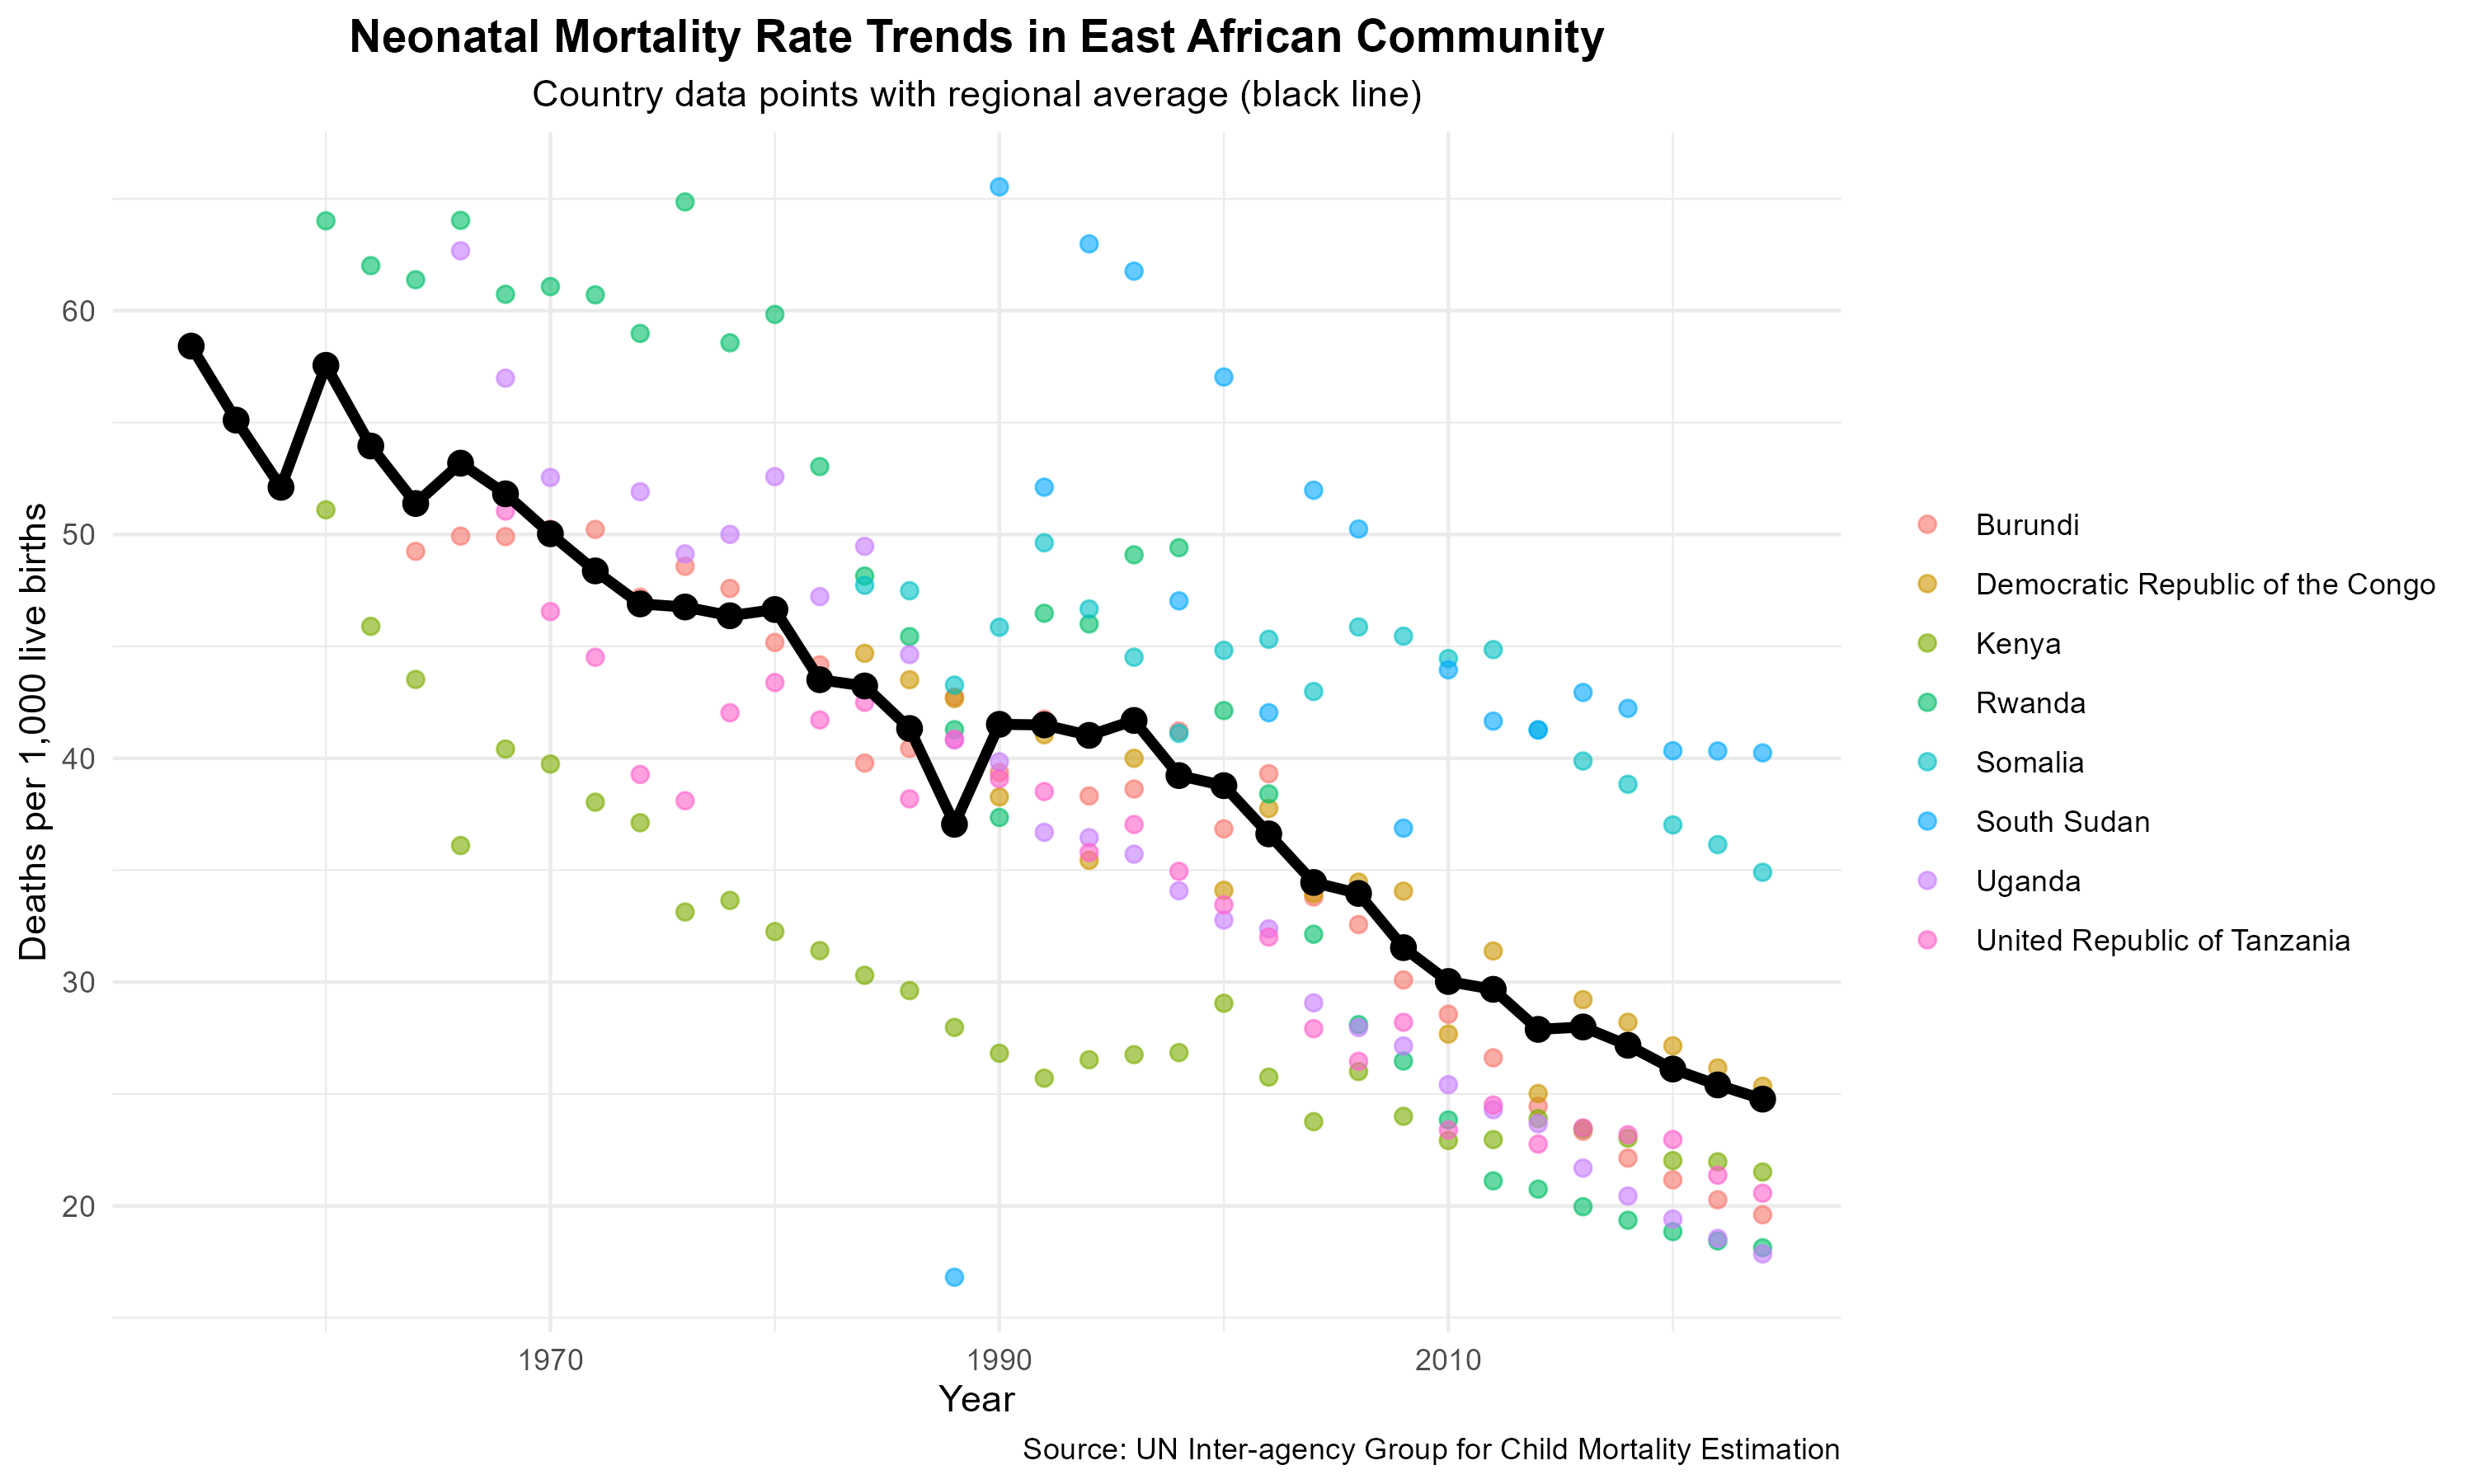 Neonatal Mortality Rate Trends in East African Community
Country data points with regional average (black line)
Deaths per 1,000 live births
60
50
40
30
20
1970
1990
2010
Year
Burundi
Democratic Republic of the Congo
Kenya
Rwanda
Somalia
South Sudan
Uganda
United Republic of Tanzania
Source: UN Inter-agency Group for Child Mortality Estimation